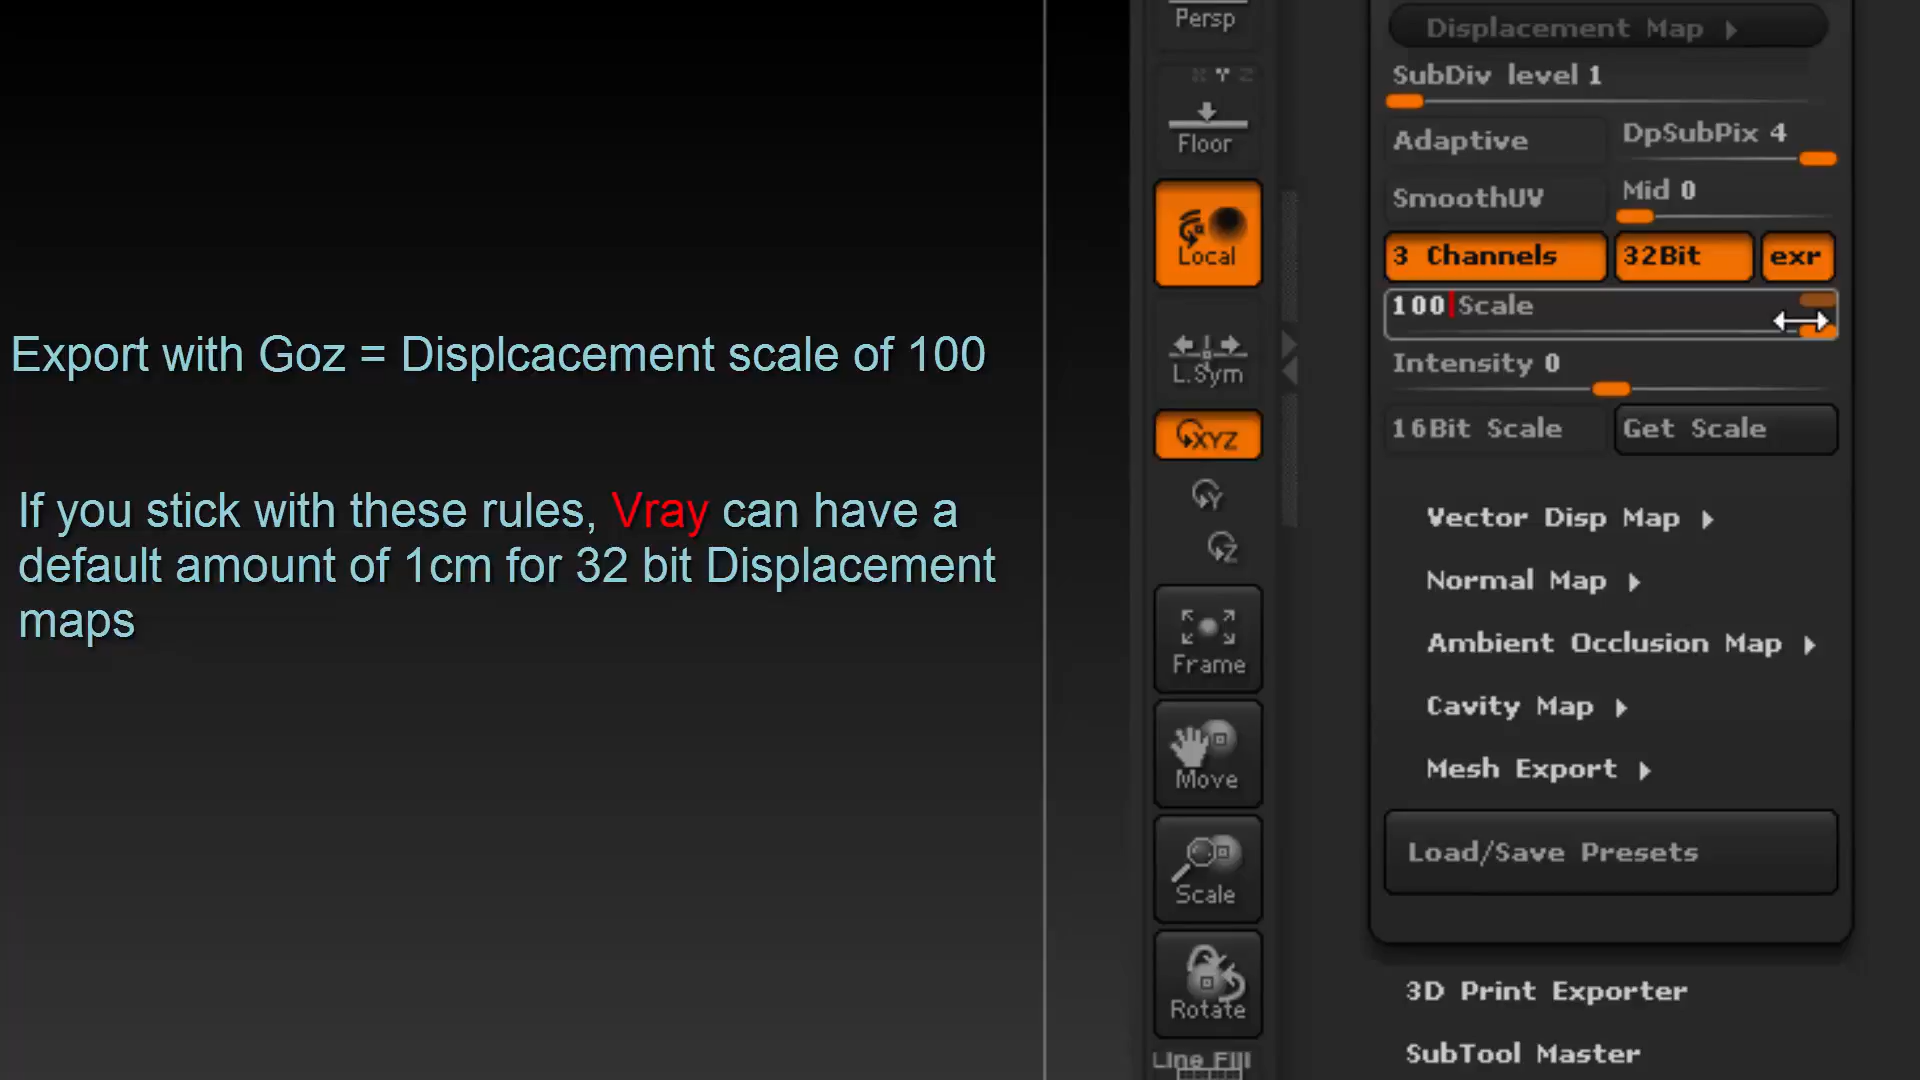 Export with Goz = Displcacement scale of 100
If you stick with these rules, Vray can have a
default amount of 1cm for 32 bit Displacement
maps
Persp
Floor
Local
L.Sym
XYZ
Y
Z
Frame
Move
Scale
Rotate
Line Fill
Displacement Map
SubDiv level 1
Adaptive DpSubPix 4
SmoothUV Mid 0
3 Channels 32Bit exr
100 Scale
Intensity 0
16Bit Scale Get Scale
Vector Disp Map
Normal Map
Ambient Occlusion Map
Cavity Map
Mesh Export
Load/Save Presets
3D Print Exporter
SubTool Master